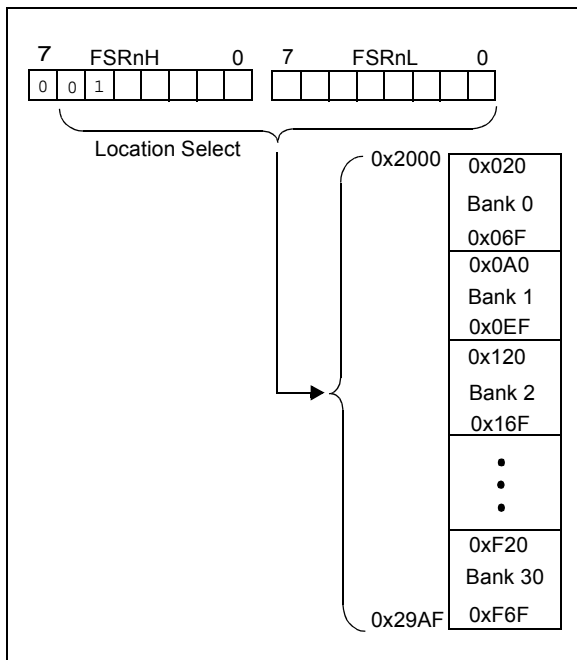 7 FSRnH 0 7 FSRnL 0
0 0 1
Location Select
0x2000
0x020
Bank 0
0x06F
0x0A0
Bank 1
0x0EF
0x120
Bank 2
0x16F
0xF20
Bank 30
0xF6F
0x29AF